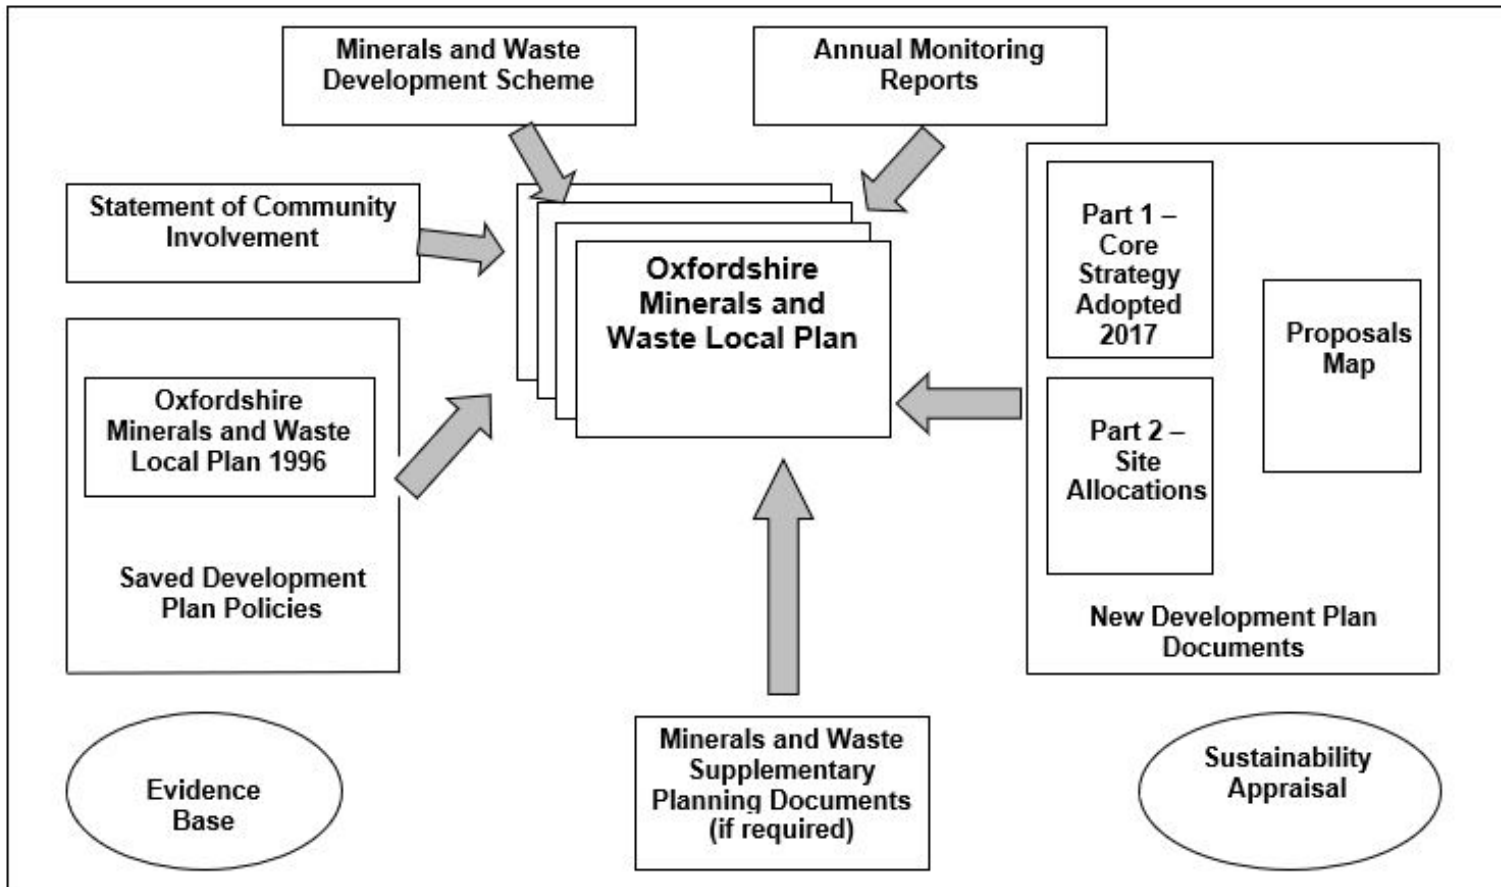 Minerals and Waste
Development Scheme
Annual Monitoring
Reports
Statement of Community
Involvement
Oxfordshire
Minerals and
Waste Local Plan
Part 1 –
Core
Strategy
Adopted
2017
Proposals
Map
Part 2 –
Site
Allocations
New Development Plan
Documents
Oxfordshire
Minerals and Waste
Local Plan 1996
Saved Development
Plan Policies
Evidence
Base
Minerals and Waste
Supplementary
Planning Documents
(if required)
Sustainability
Appraisal